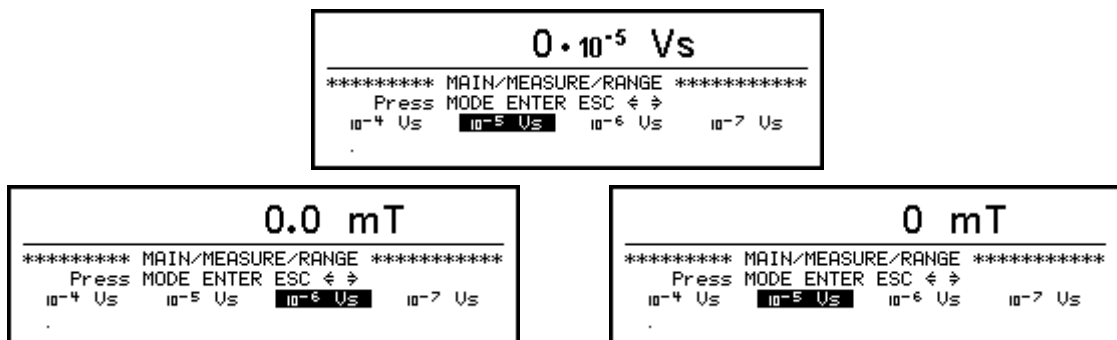 0·10⁻⁵ Vs
********* MAIN/MEASURE/RANGE ***********
Press MODE ENTER ESC ← →
10⁻⁴ Vs 10⁻⁵ Vs 10⁻⁶ Vs 10⁻⁷ Vs
.
0.0 mT
********* MAIN/MEASURE/RANGE ***********
Press MODE ENTER ESC ← →
10⁻⁴ Vs 10⁻⁵ Vs 10⁻⁶ Vs 10⁻⁷ Vs
.
0 mT
********* MAIN/MEASURE/RANGE ***********
Press MODE ENTER ESC ← →
10⁻⁴ Vs 10⁻⁵ Vs 10⁻⁶ Vs 10⁻⁷ Vs
.